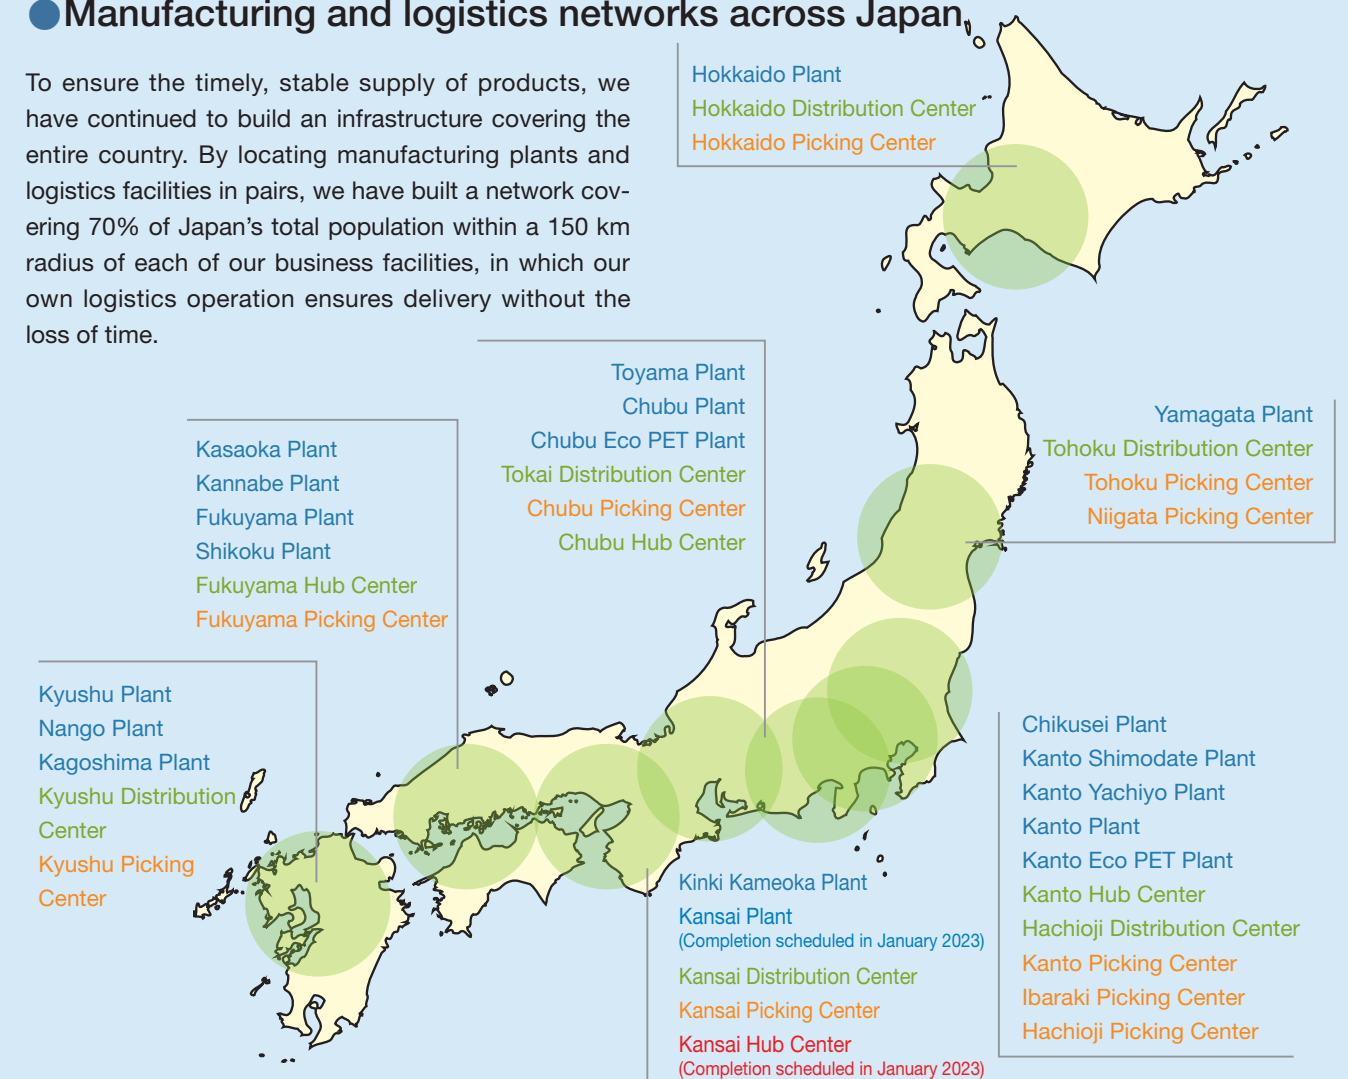 Manufacturing and logistics networks across Japan
To ensure the timely, stable supply of products, we
have continued to build an infrastructure covering the
entire country. By locating manufacturing plants and
logistics facilities in pairs, we have built a network cov-
ering 70% of Japan's total population within a 150 km
radius of each of our business facilities, in which our
own logistics operation ensures delivery without the
loss of time.
Hokkaido Plant
Hokkaido Distribution Center
Hokkaido Picking Center
Toyama Plant
Chubu Plant
Chubu Eco PET Plant
Tokai Distribution Center
Chubu Picking Center
Chubu Hub Center
Yamagata Plant
Tohoku Distribution Center
Tohoku Picking Center
Niigata Picking Center
Kasaoka Plant
Kannabe Plant
Fukuyama Plant
Shikoku Plant
Fukuyama Hub Center
Fukuyama Picking Center
Kyushu Plant
Nango Plant
Kagoshima Plant
Kyushu Distribution
Center
Kyushu Picking
Center
Kinki Kameoka Plant
Kansai Plant
(Completion scheduled in January 2023)
Kansai Distribution Center
Kansai Picking Center
Kansai Hub Center
(Completion scheduled in January 2023)
Chikusei Plant
Kanto Shimodate Plant
Kanto Yachiyo Plant
Kanto Plant
Kanto Eco PET Plant
Kanto Hub Center
Hachioji Distribution Center
Kanto Picking Center
Ibaraki Picking Center
Hachioji Picking Center